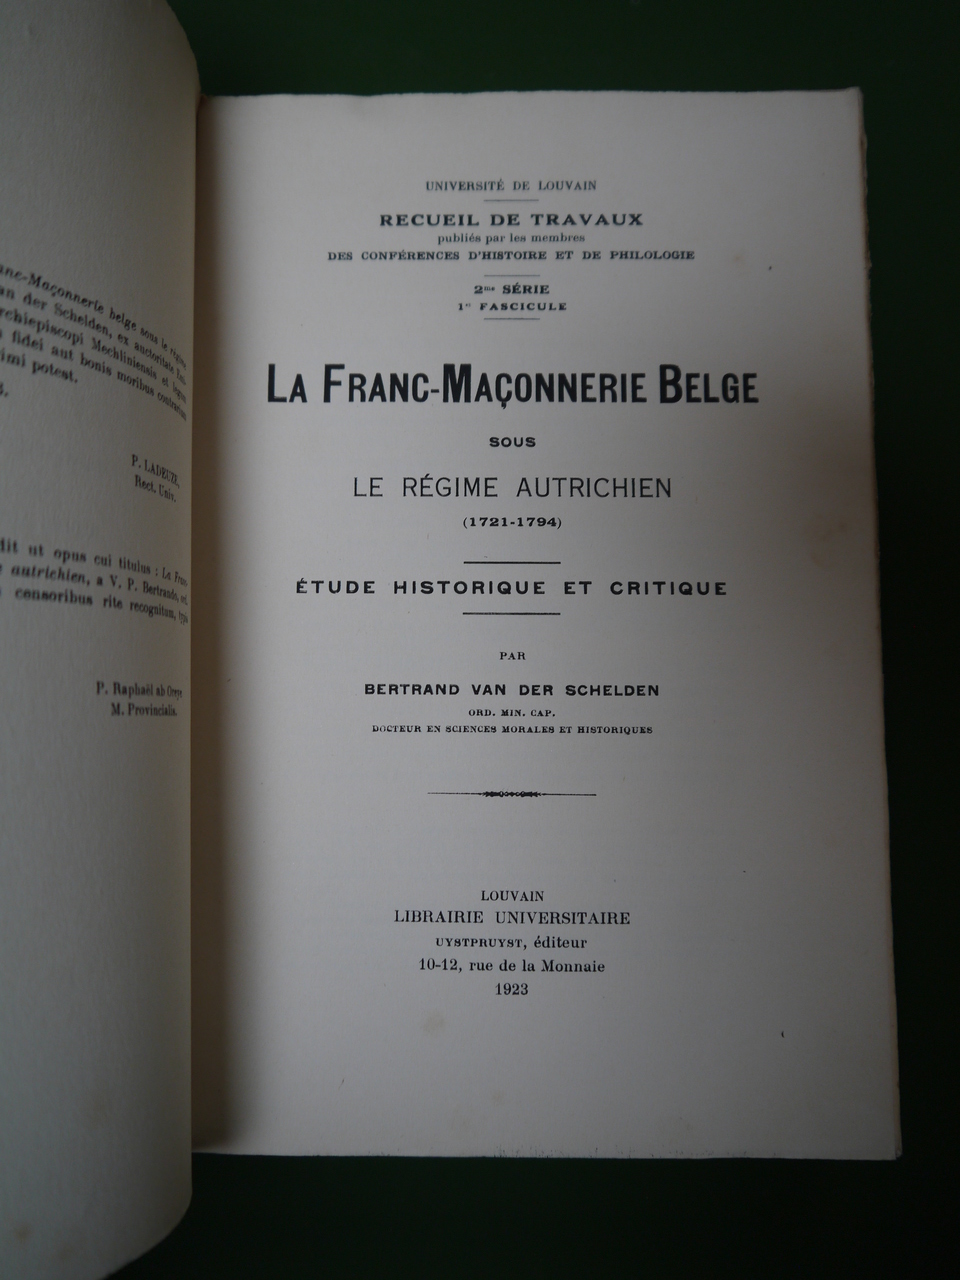 nc-Maçonnerie belge sous le régime
an der Schelden, ex auctoritate
rchiepiscopi Mechliniensis et
fidei aut bonis moribus contrarium
imi potest.
P. LADEUZE,
Rect. Univ.
dit ut opus cui titulus : La Fran-
autrichien, a V. P. Bertrando,
censoribus rite recognitum,
P. Raphaël ab
M. Provincialis.
UNIVERSITÉ DE LOUVAIN
RECUEIL DE TRAVAUX
publiés par les membres
DES CONFÉRENCES D'HISTOIRE ET DE PHILOLOGIE
2me SÉRIE
1er FASCICULE
LA FRANC-MAÇONNERIE BELGE
SOUS
LE RÉGIME AUTRICHIEN
(1721-1794)
ÉTUDE HISTORIQUE ET CRITIQUE
PAR
BERTRAND VAN DER SCHELDEN
ORD. MIN. CAP.
DOCTEUR EN SCIENCES MORALES ET HISTORIQUES
LOUVAIN
LIBRAIRIE UNIVERSITAIRE
UYSTPRUYST, éditeur
10-12, rue de la Monnaie
1923